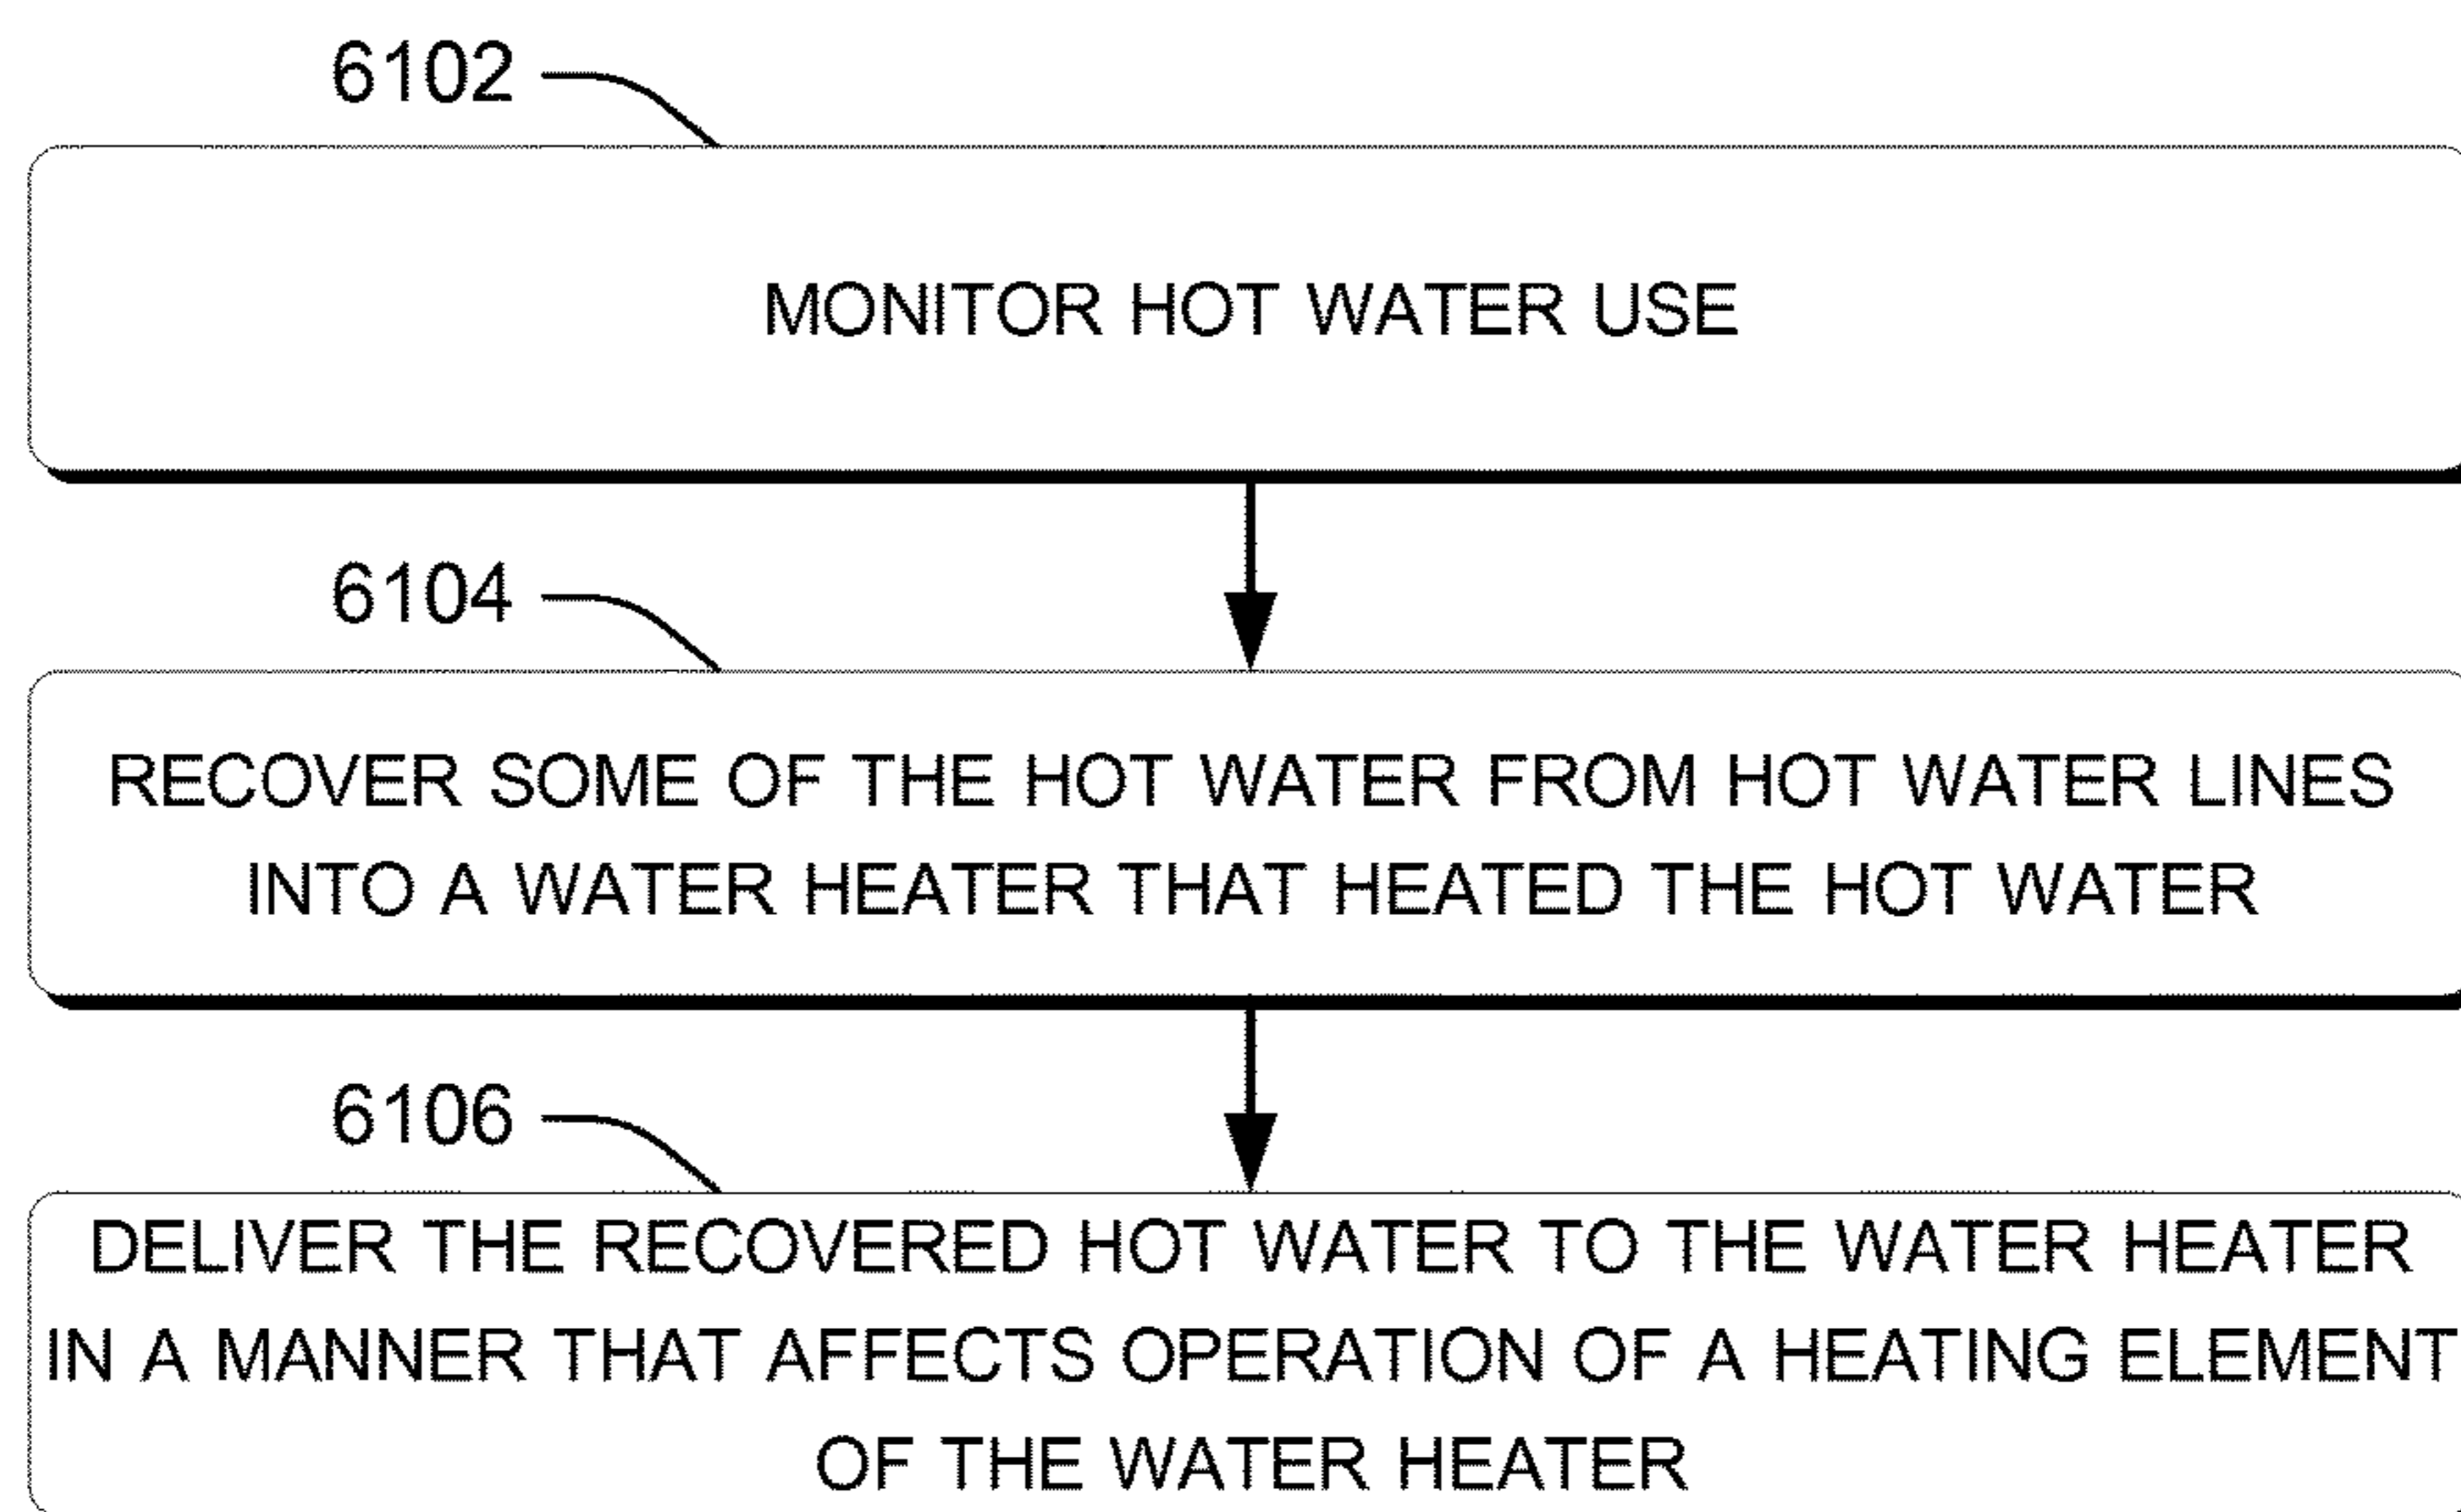 6102
MONITOR HOT WATER USE
6104
RECOVER SOME OF THE HOT WATER FROM HOT WATER LINES
INTO A WATER HEATER THAT HEATED THE HOT WATER
6106
DELIVER THE RECOVERED HOT WATER TO THE WATER HEATER
IN A MANNER THAT AFFECTS OPERATION OF A HEATING ELEMENT
OF THE WATER HEATER